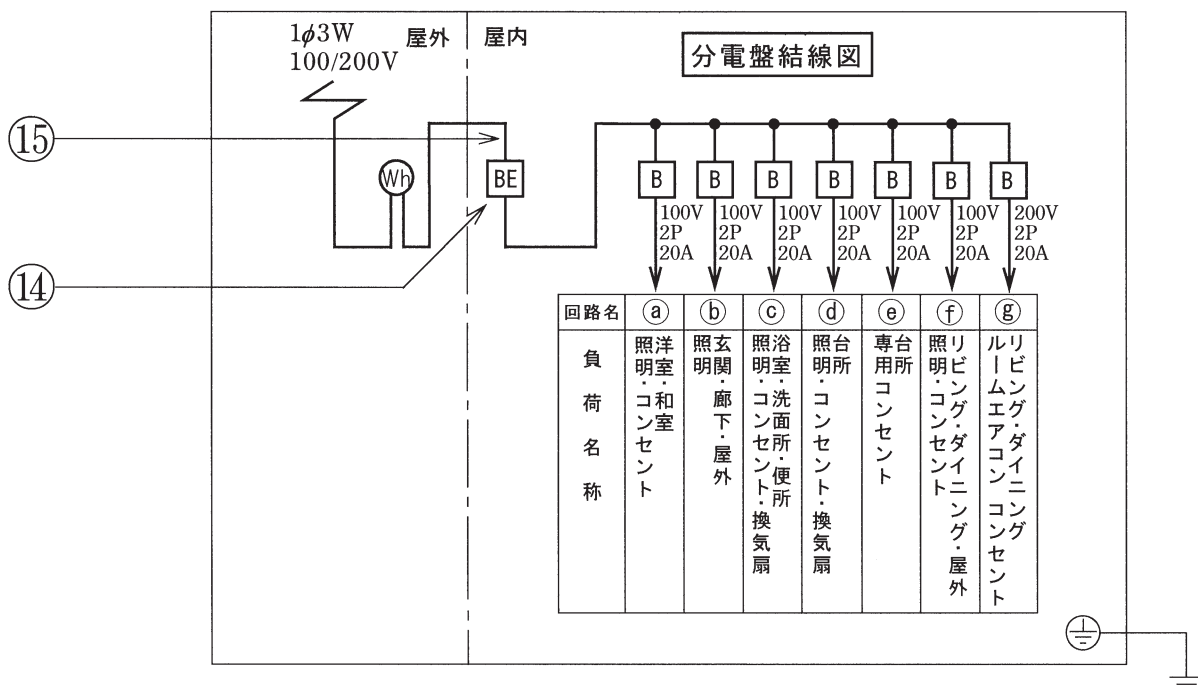 1φ3W
100/200V
屋外
屋内
分電盤結線図
⑮
⑭
Wh
BE
B
B
B
B
B
B
B
100V
2P
20A
100V
2P
20A
100V
2P
20A
100V
2P
20A
100V
2P
20A
100V
2P
20A
200V
2P
20A
回路名
ⓐ
ⓑ
ⓒ
ⓓ
ⓔ
ⓕ
ⓖ
負荷名称
洋室・和室
照明・コンセント
玄関・廊下・屋外
照明
浴室・洗面所・便所
照明・コンセント・換気扇
台所
照明・コンセント・換気扇
台所
専用コンセント
リビング・ダイニング・屋外
照明・コンセント
リビング・ダイニング
ルームエアコン コンセント